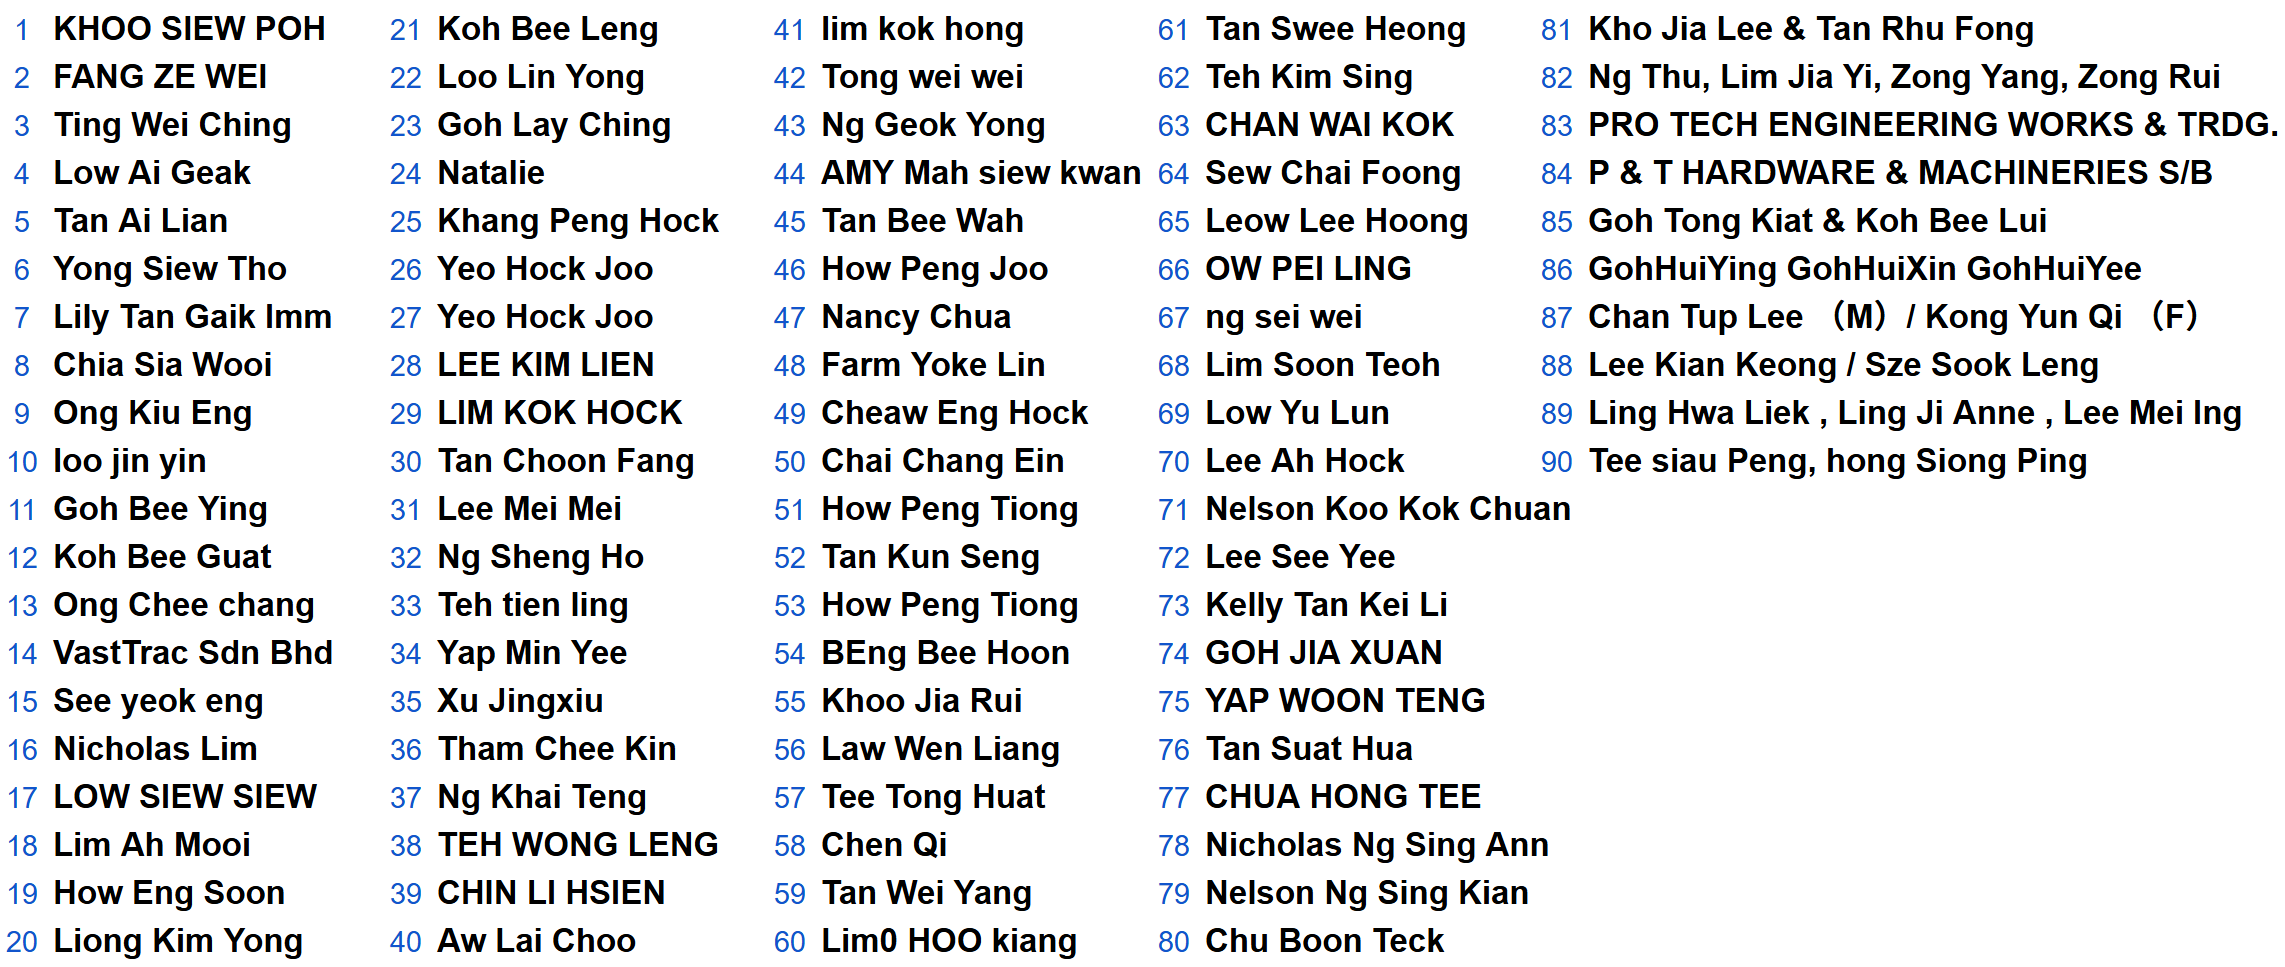 1 KHOO SIEW POH
2 FANG ZE WEI
3 Ting Wei Ching
4 Low Ai Geak
5 Tan Ai Lian
6 Yong Siew Tho
7 Lily Tan Gaik Imm
8 Chia Sia Wooi
9 Ong Kiu Eng
10 loo jin yin
11 Goh Bee Ying
12 Koh Bee Guat
13 Ong Chee chang
14 VastTrac Sdn Bhd
15 See yeok eng
16 Nicholas Lim
17 LOW SIEW SIEW
18 Lim Ah Mooi
19 How Eng Soon
20 Liong Kim Yong
21 Koh Bee Leng
22 Loo Lin Yong
23 Goh Lay Ching
24 Natalie
25 Khang Peng Hock
26 Yeo Hock Joo
27 Yeo Hock Joo
28 LEE KIM LIEN
29 LIM KOK HOCK
30 Tan Choon Fang
31 Lee Mei Mei
32 Ng Sheng Ho
33 Teh tien ling
34 Yap Min Yee
35 Xu Jingxiu
36 Tham Chee Kin
37 Ng Khai Teng
38 TEH WONG LENG
39 CHIN LI HSIEN
40 Aw Lai Choo
41 lim kok hong
42 Tong wei wei
43 Ng Geok Yong
44 AMY Mah siew kwan
45 Tan Bee Wah
46 How Peng Joo
47 Nancy Chua
48 Farm Yoke Lin
49 Cheaw Eng Hock
50 Chai Chang Ein
51 How Peng Tiong
52 Tan Kun Seng
53 How Peng Tiong
54 BEng Bee Hoon
55 Khoo Jia Rui
56 Law Wen Liang
57 Tee Tong Huat
58 Chen Qi
59 Tan Wei Yang
60 Lim0 HOO kiang
61 Tan Swee Heong
62 Teh Kim Sing
63 CHAN WAI KOK
64 Sew Chai Foong
65 Leow Lee Hoong
66 OW PEI LING
67 ng sei wei
68 Lim Soon Teoh
69 Low Yu Lun
70 Lee Ah Hock
71 Nelson Koo Kok Chuan
72 Lee See Yee
73 Kelly Tan Kei Li
74 GOH JIA XUAN
75 YAP WOON TENG
76 Tan Suat Hua
77 CHUA HONG TEE
78 Nicholas Ng Sing Ann
79 Nelson Ng Sing Kian
80 Chu Boon Teck
81 Kho Jia Lee & Tan Rhu Fong
82 Ng Thu, Lim Jia Yi, Zong Yang, Zong Rui
83 PRO TECH ENGINEERING WORKS & TRDG.
84 P & T HARDWARE & MACHINERIES S/B
85 Goh Tong Kiat & Koh Bee Lui
86 GohHuiYing GohHuiXin GohHuiYee
87 Chan Tup Lee （M）/ Kong Yun Qi （F）
88 Lee Kian Keong / Sze Sook Leng
89 Ling Hwa Liek , Ling Ji Anne , Lee Mei Ing
90 Tee siau Peng, hong Siong Ping